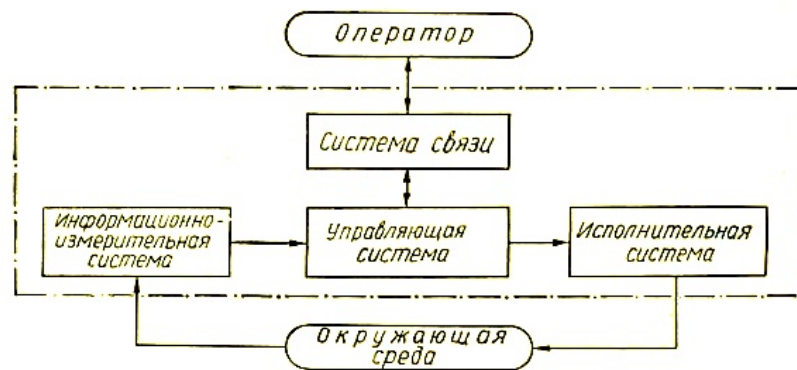 Оператор
Система связи
Информационно-
измерительная
система
Управляющая
система
Исполнительная
система
Окружающая
среда